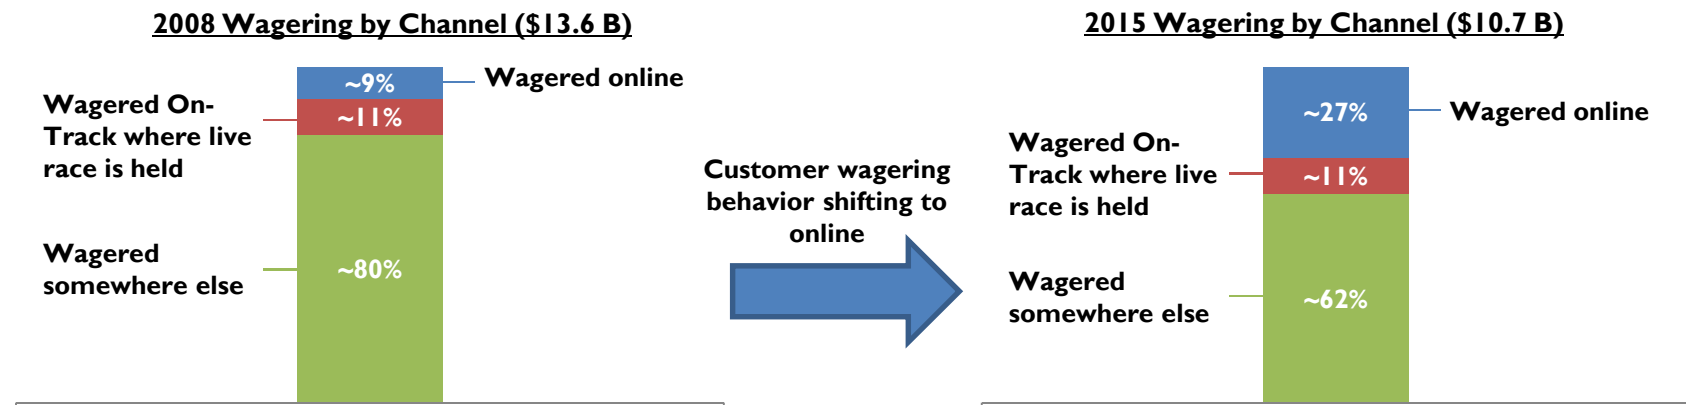 2008 Wagering by Channel ($13.6 B)
~9%
Wagered online
Wagered On-
Track where live
race is held
~11%
Wagered
somewhere else
~80%
Customer wagering
behavior shifting to
online
2015 Wagering by Channel ($10.7 B)
~27%
Wagered online
Wagered On-
Track where live
race is held
~11%
Wagered
somewhere else
~62%